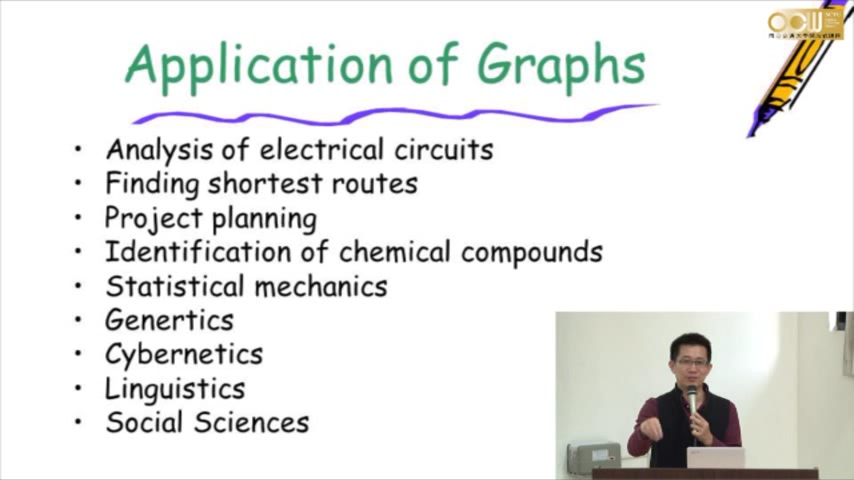 OCW
Application of Graphs
• Analysis of electrical circuits
• Finding shortest routes
• Project planning
• Identification of chemical compounds
• Statistical mechanics
• Genertics
• Cybernetics
• Linguistics
• Social Sciences